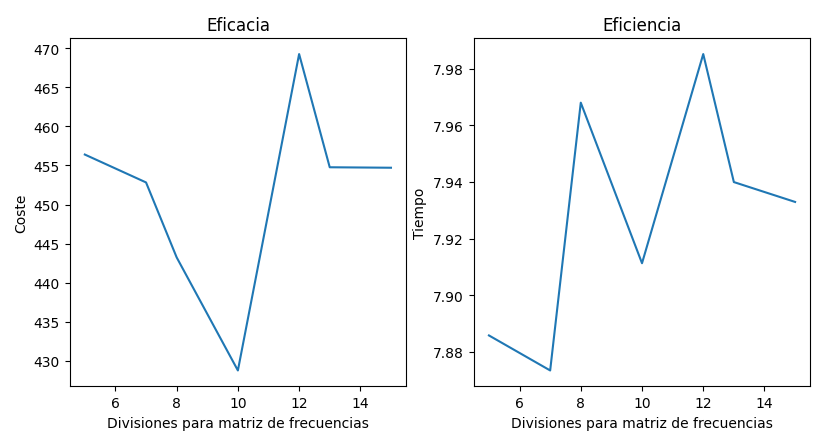 Eficacia
470
465
460
455
450
445
440
435
430
Coste
6 8 10 12 14
Divisiones para matriz de frecuencias
Eficiencia
7.98
7.96
7.94
7.92
7.90
7.88
Tiempo
6 8 10 12 14
Divisiones para matriz de frecuencias